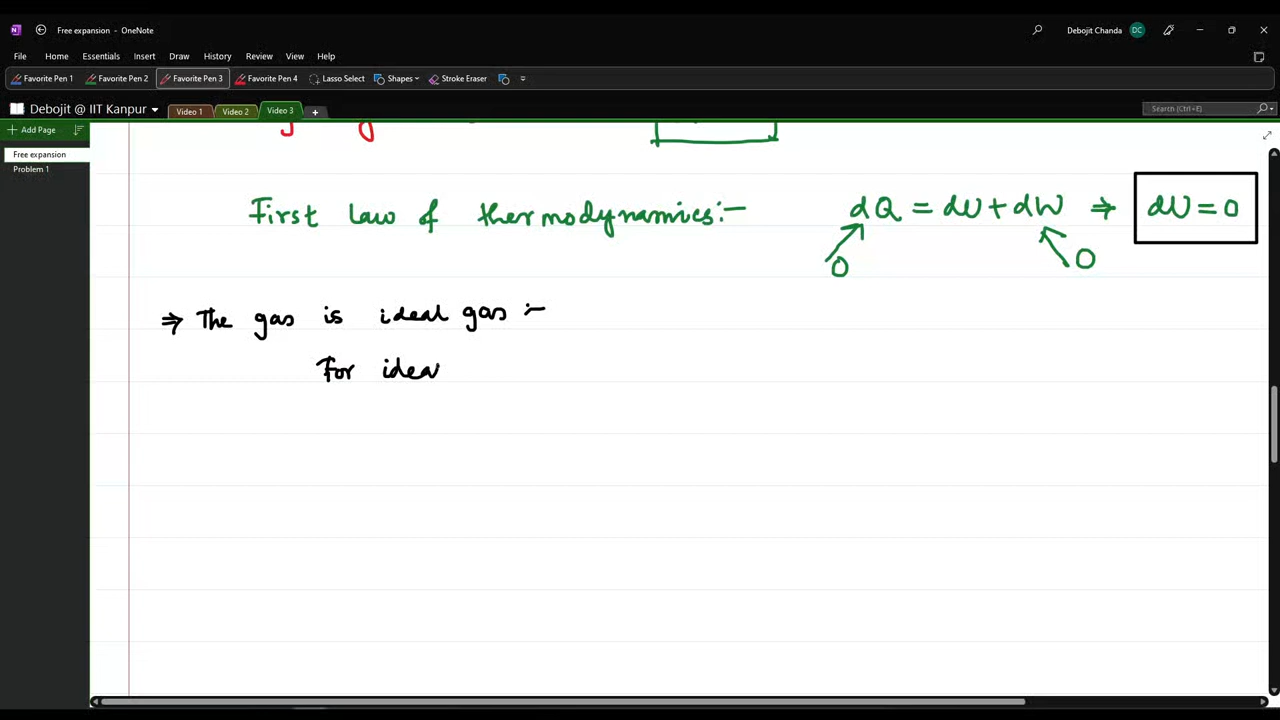 Free expansion - OneNote
Debojit Chanda DC
File Home Essentials Insert Draw History Review View Help
Favorite Pen 1 Favorite Pen 2 Favorite Pen 3 Favorite Pen 4 Lasso Select Shapes Stroke Eraser
Debojit @ IIT Kanpur Video 1 Video 2 Video 3 + Search (Ctrl+E)
+ Add Page
Free expansion
Problem 1
First law of thermodynamics:- dQ = dU + dW ⇒ dU = 0
0 0
⇒ The gas is ideal gas :-
For idea